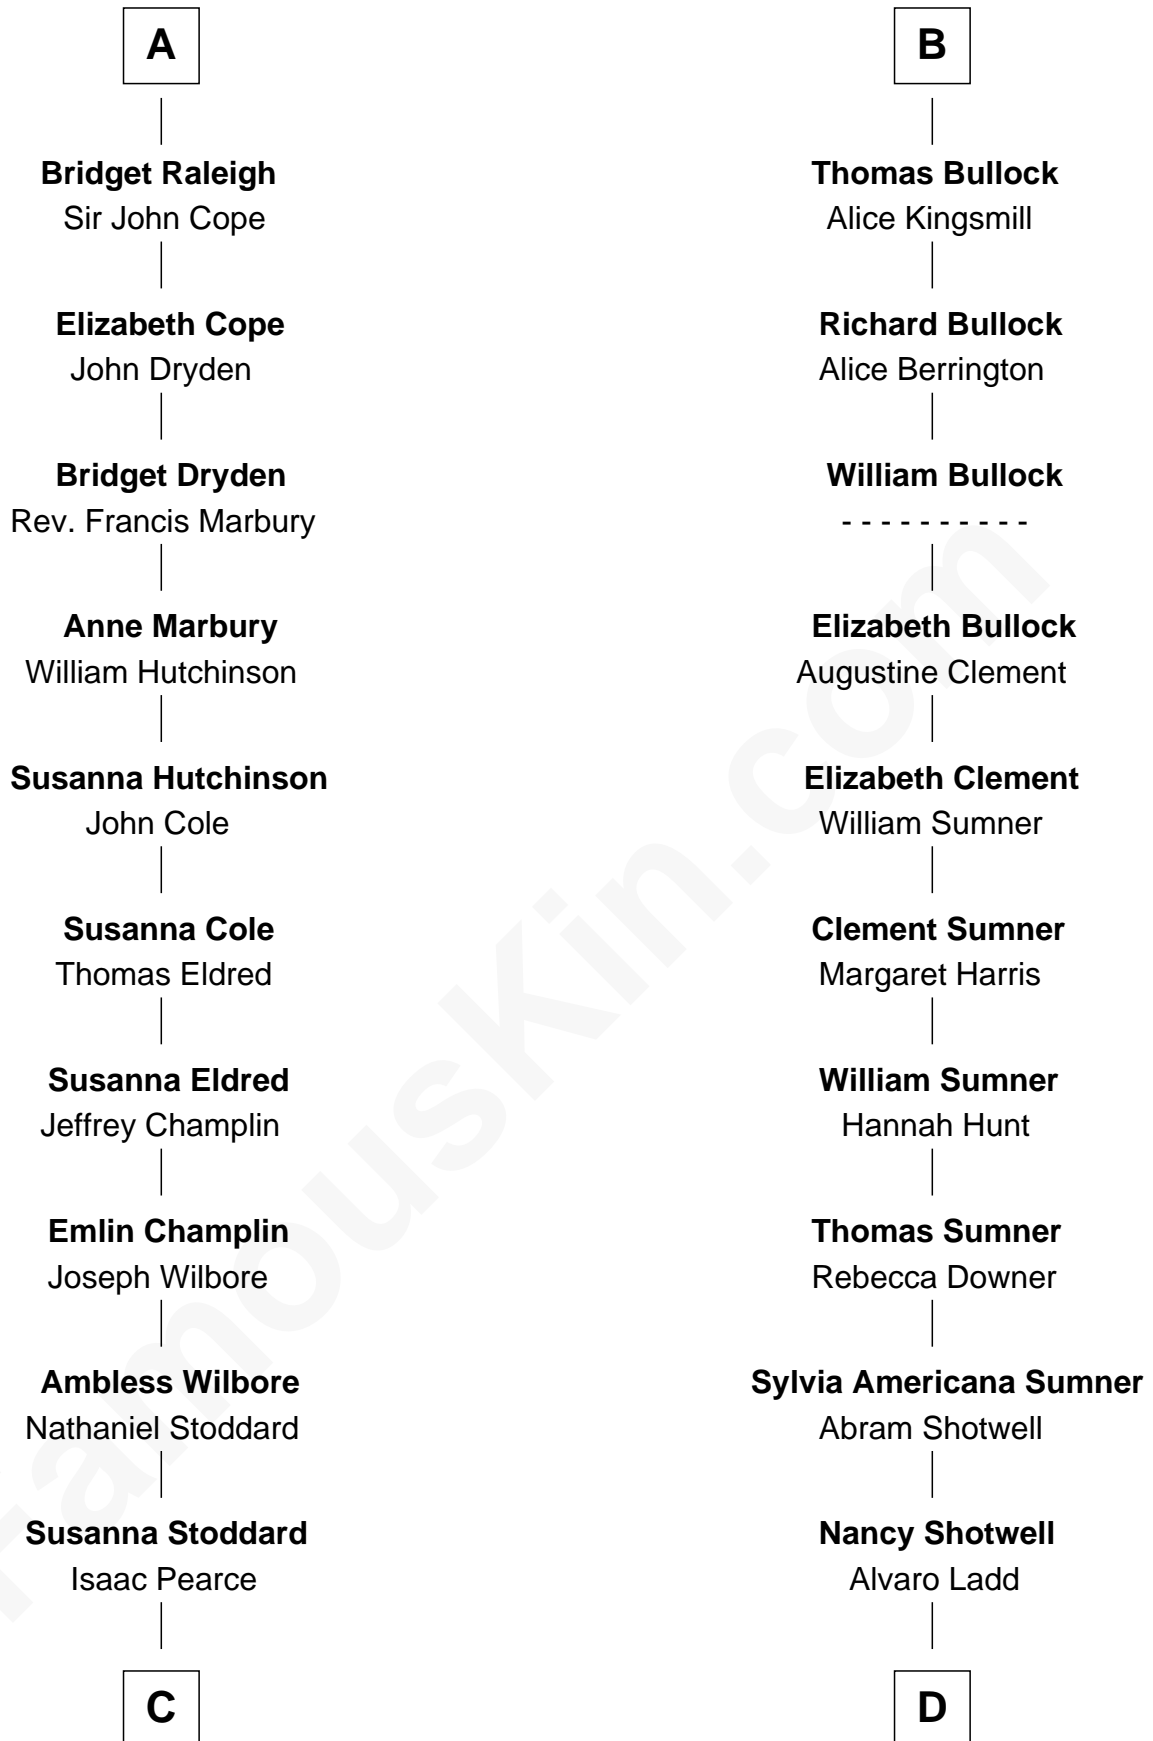 A
Bridget Raleigh
Sir John Cope
Elizabeth Cope
John Dryden
Bridget Dryden
Rev. Francis Marbury
Anne Marbury
William Hutchinson
Susanna Hutchinson
John Cole
Susanna Cole
Thomas Eldred
Susanna Eldred
Jeffrey Champlin
Emlin Champlin
Joseph Wilbore
Ambless Wilbore
Nathaniel Stoddard
Susanna Stoddard
Isaac Pearce
C
B
Thomas Bullock
Alice Kingsmill
Richard Bullock
Alice Berrington
William Bullock
- - - - - - - - - -
Elizabeth Bullock
Augustine Clement
Elizabeth Clement
William Sumner
Clement Sumner
Margaret Harris
William Sumner
Hannah Hunt
Thomas Sumner
Rebecca Downer
Sylvia Americana Sumner
Abram Shotwell
Nancy Shotwell
Alvaro Ladd
D
FamousKin.com